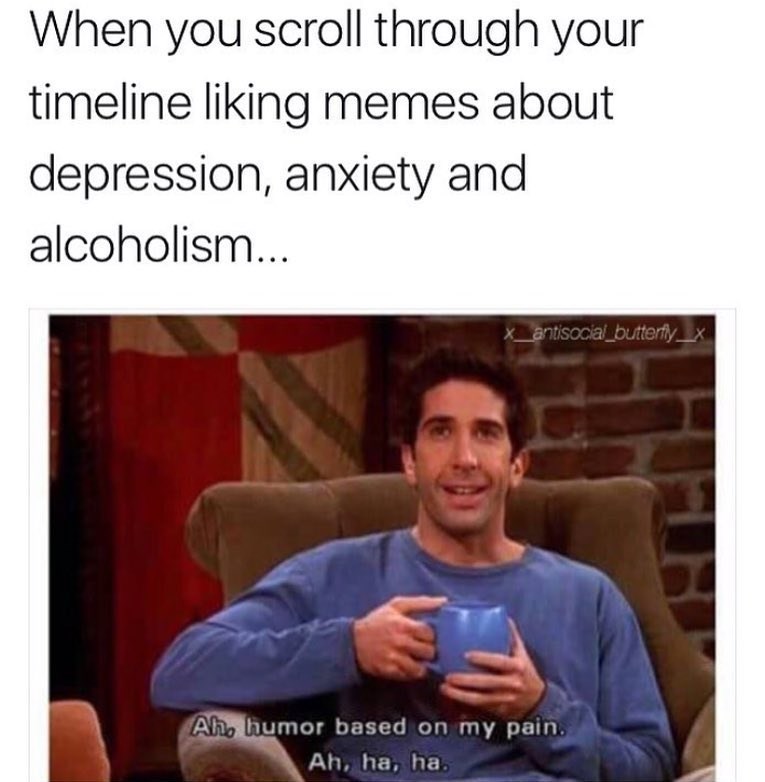 When you scroll through your
timeline liking memes about
depression, anxiety and
alcoholism...
x__antisocial_butterfly__x
Ah, humor based on my pain.
Ah, ha, ha.